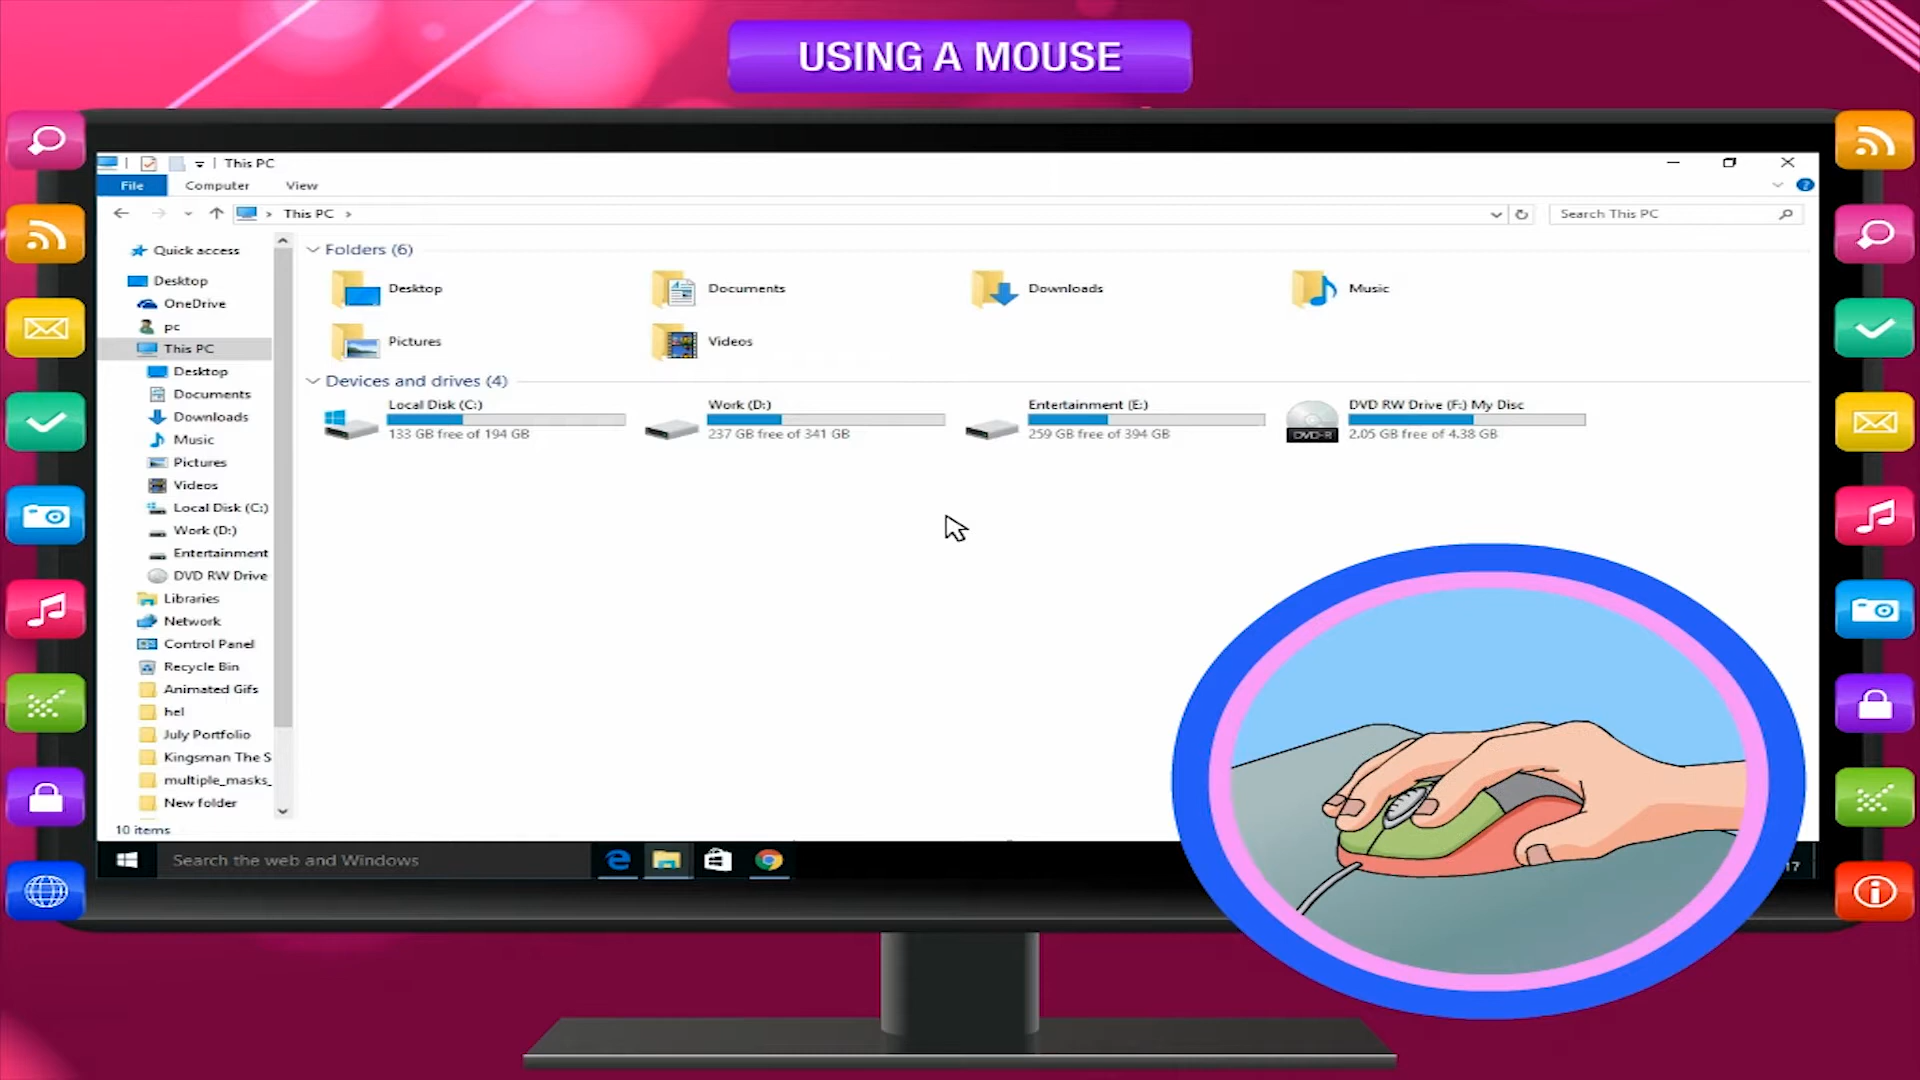 USING A MOUSE
This PC
File Computer View
This PC
Search This PC
Quick access
Desktop
OneDrive
pc
This PC
Desktop
Documents
Downloads
Music
Pictures
Videos
Local Disk (C:)
Work (D:)
Entertainment
DVD RW Drive
Libraries
Network
Control Panel
Recycle Bin
Animated Gifs
hel
July Portfolio
Kingsman The S
multiple_masks_
New folder
Folders (6)
Desktop Documents Downloads Music
Pictures Videos
Devices and drives (4)
Local Disk (C:)
133 GB free of 194 GB
Work (D:)
237 GB free of 341 GB
Entertainment (E:)
259 GB free of 394 GB
DVD RW Drive (F:) My Disc
2.05 GB free of 4.38 GB
DVD-R
10 items
Search the web and Windows
17